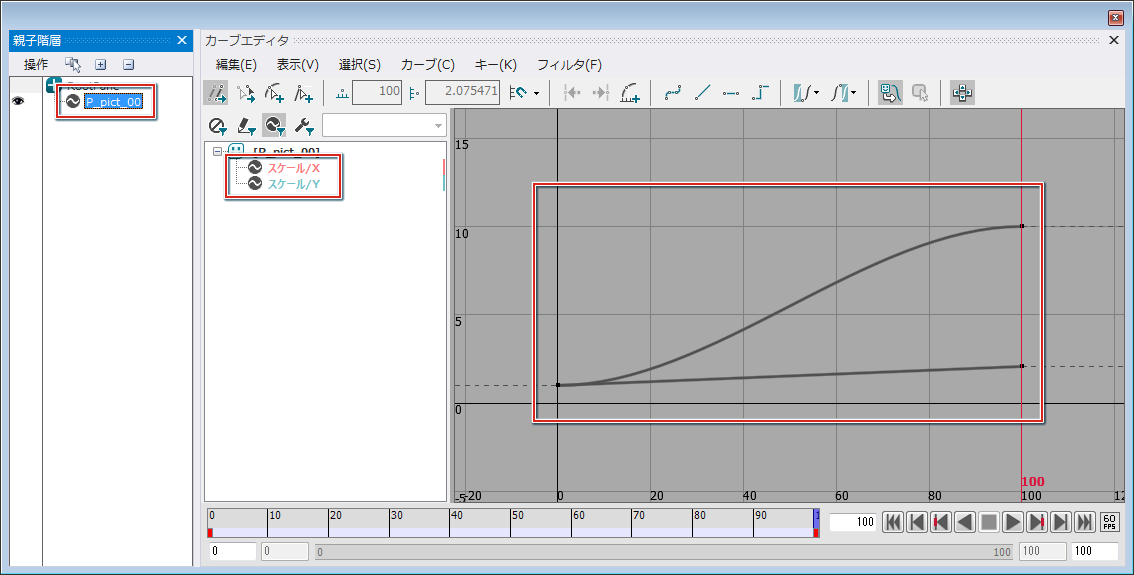 親子階層
操作
RootPane
P_pict_00
カーブエディタ
編集(E) 表示(V) 選択(S) カーブ(C) キー(K) フィルタ(F)
100 2.075471
[P_pict_00]
スケール/X
スケール/Y
15
10
5
0
-5
-20 0 20 40 60 80 100 12
100
0 10 20 30 40 50 60 70 80 90 1
100
60 FPS
0 0 0 100 100 100